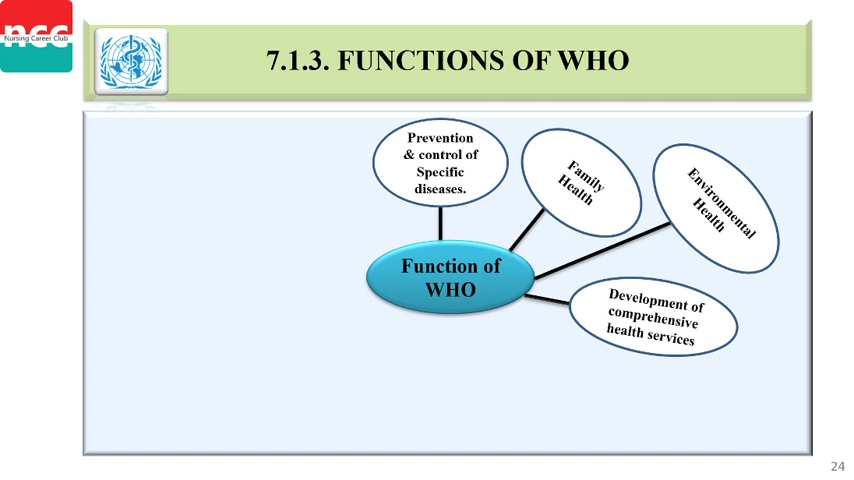 ncc
Nursing Career Club
7.1.3. FUNCTIONS OF WHO
Prevention
& control of
Specific
diseases.
Family
Health
Environmental
Health
Function of
WHO
Development of
comprehensive
health services
24